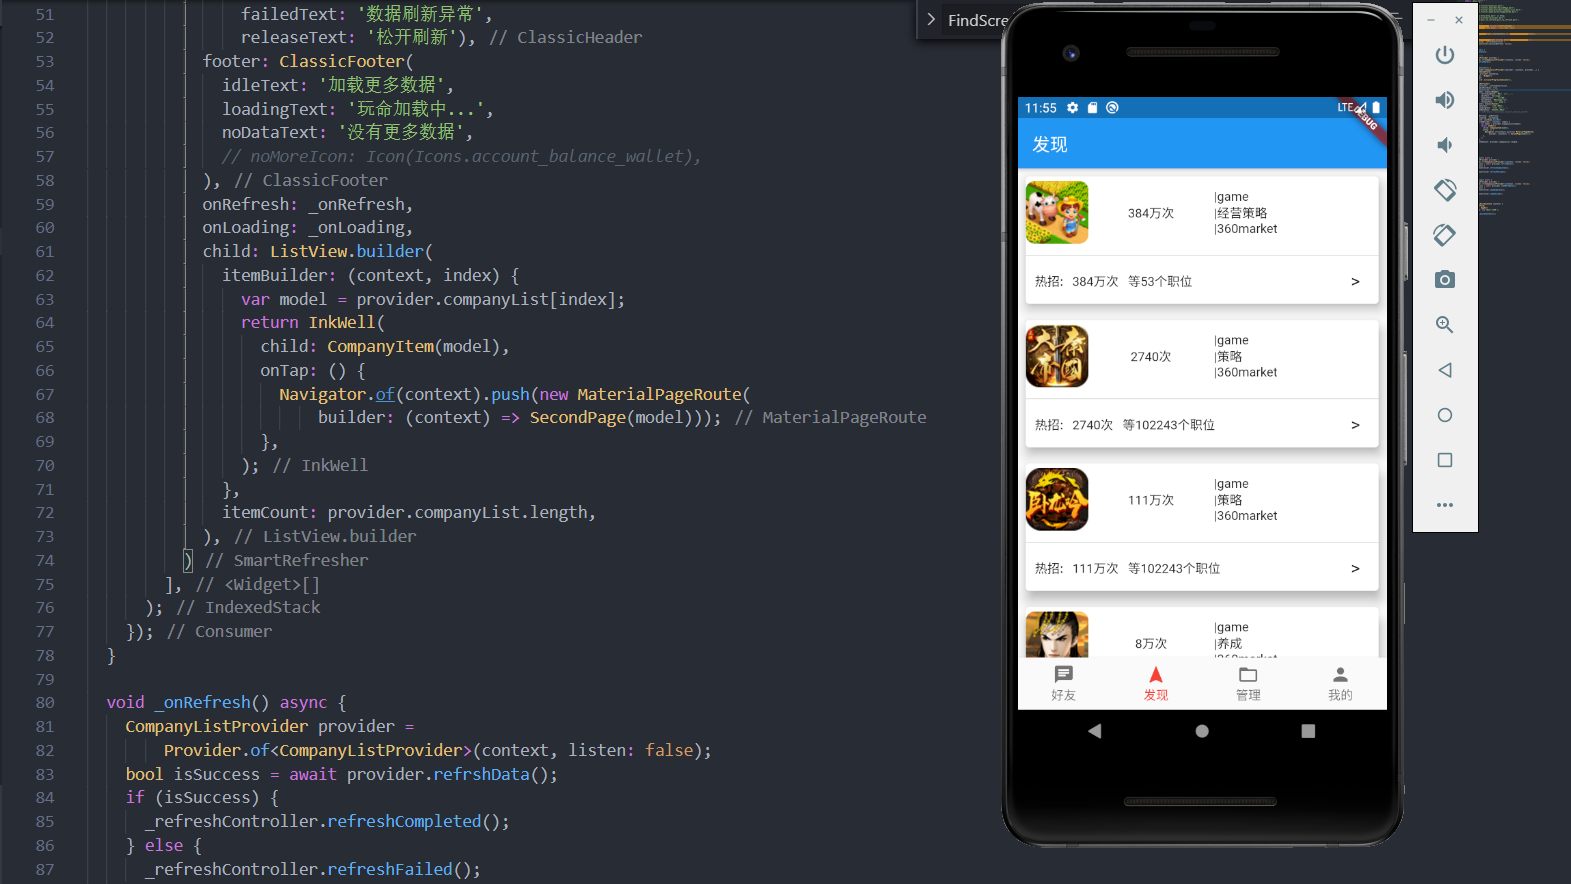 51 failedText: '数据刷新异常',
52 releaseText: '松开刷新'), // ClassicHeader
53 footer: ClassicFooter(
54 idleText: '加载更多数据',
55 loadingText: '玩命加载中...',
56 noDataText: '没有更多数据',
57 // noMoreIcon: Icon(Icons.account_balance_wallet),
58 ), // ClassicFooter
59 onRefresh: _onRefresh,
60 onLoading: _onLoading,
61 child: ListView.builder(
62 itemBuilder: (context, index) {
63 var model = provider.companyList[index];
64 return InkWell(
65 child: CompanyItem(model),
66 onTap: () {
67 Navigator.of(context).push(new MaterialPageRoute(
68 builder: (context) => SecondPage(model))); // MaterialPageRoute
69 },
70 ); // InkWell
71 },
72 itemCount: provider.companyList.length,
73 ), // ListView.builder
74 ) // SmartRefresher
75 ], // <Widget>[]
76 ); // IndexedStack
77 }); // Consumer
78 }
79
80 void _onRefresh() async {
81 CompanyListProvider provider =
82 Provider.of<CompanyListProvider>(context, listen: false);
83 bool isSuccess = await provider.refrshData();
84 if (isSuccess) {
85 _refreshController.refreshCompleted();
86 } else {
87 _refreshController.refreshFailed();
> FindScre
11:55 LTE
DEBUG
发现
384万次
|game
|经营策略
|360market
热招: 384万次 等53个职位 >
2740次
|game
|策略
|360market
热招: 2740次 等102243个职位 >
111万次
|game
|策略
|360market
热招: 111万次 等102243个职位 >
8万次
|game
|养成
|360market
好友 发现 管理 我的